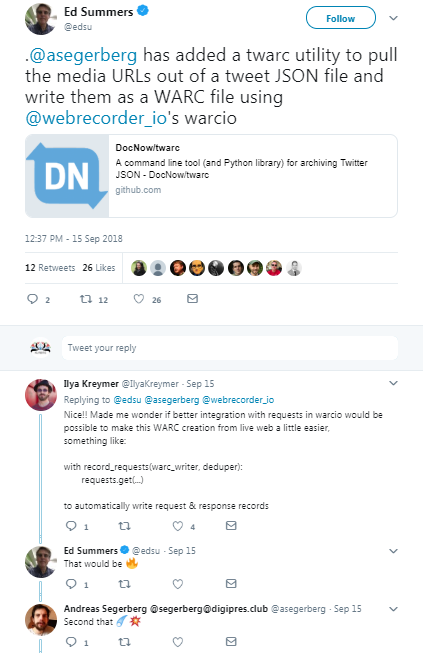 Ed Summers
@edsu
Follow
.@asegerberg has added a twarc utility to pull
the media URLs out of a tweet JSON file and
write them as a WARC file using
@webrecorder_io's warcio
DN
DocNow/twarc
A command line tool (and Python library) for archiving Twitter
JSON - DocNow/twarc
github.com
12:37 PM - 15 Sep 2018
12 Retweets 26 Likes
2 12 26
Tweet your reply
Ilya Kreymer @IlyaKreymer · Sep 15
Replying to @edsu @asegerberg @webrecorder_io
Nice!! Made me wonder if better integration with requests in warcio would be
possible to make this WARC creation from live web a little easier,
something like:
with record_requests(warc_writer, deduper):
requests.get(...)
to automatically write request & response records
1 4
Ed Summers @edsu · Sep 15
That would be 🔥
1
Andreas Segerberg @segerberg@digipres.club @asegerberg · Sep 15
Second that ☄️💥
1